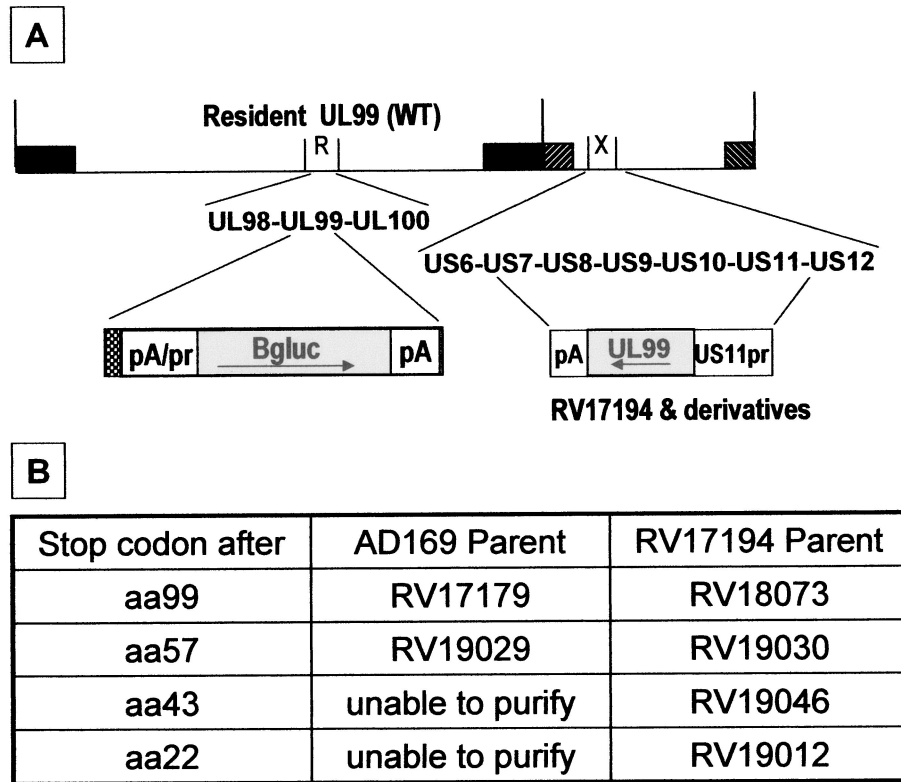 A
Resident UL99 (WT)
R
X
UL98-UL99-UL100
US6-US7-US8-US9-US10-US11-US12
pA/pr Bgluc pA
pA UL99 US11pr
RV17194 & derivatives
B
Stop codon after AD169 Parent RV17194 Parent
aa99 RV17179 RV18073
aa57 RV19029 RV19030
aa43 unable to purify RV19046
aa22 unable to purify RV19012